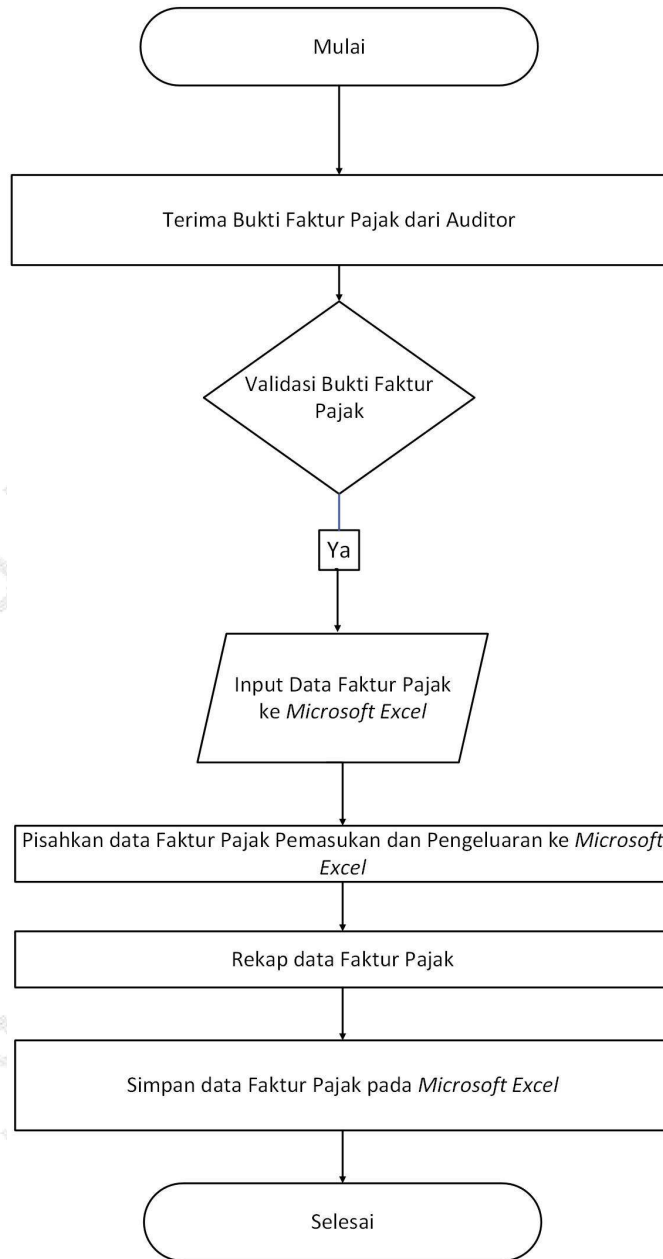 Mulai
Terima Bukti Faktur Pajak dari Auditor
Validasi Bukti Faktur
Pajak
Ya
Input Data Faktur Pajak
ke Microsoft Excel
Pisahkan data Faktur Pajak Pemasukan dan Pengeluaran ke Microsoft
Excel
Rekap data Faktur Pajak
Simpan data Faktur Pajak pada Microsoft Excel
Selesai